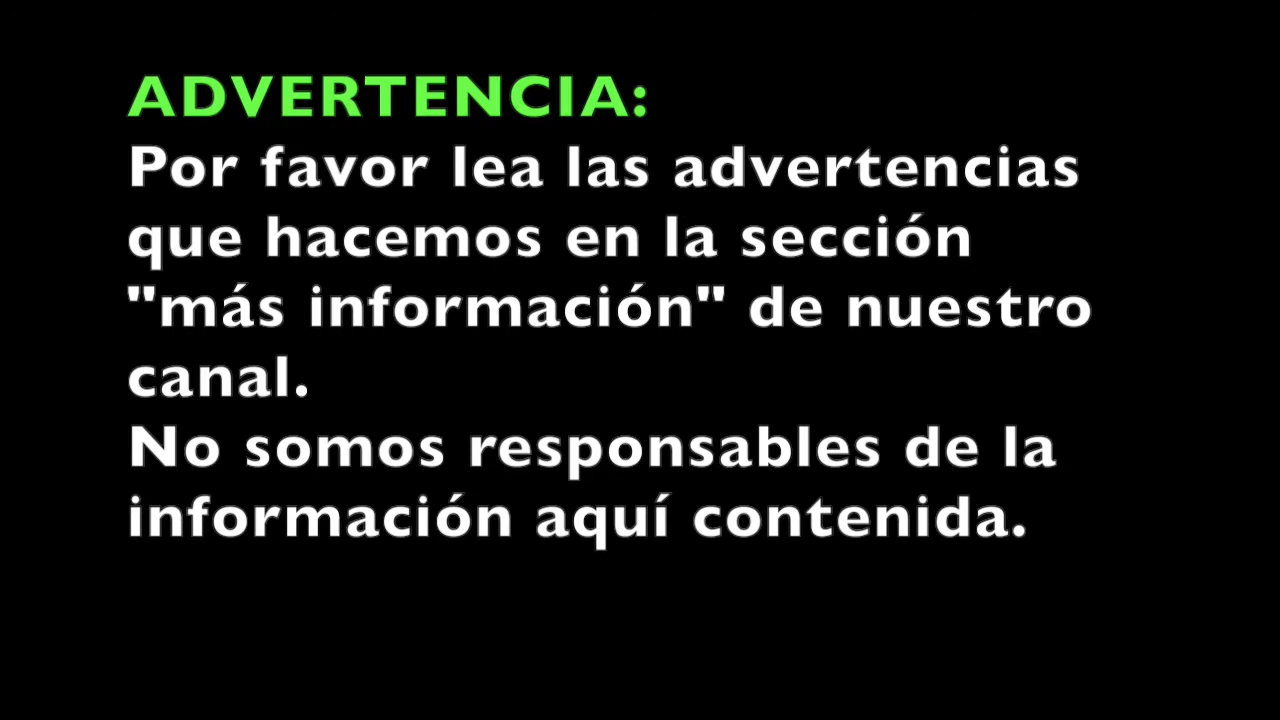 ADVERTENCIA:
Por favor lea las advertencias
que hacemos en la sección
"más información" de nuestro
canal.
No somos responsables de la
información aquí contenida.